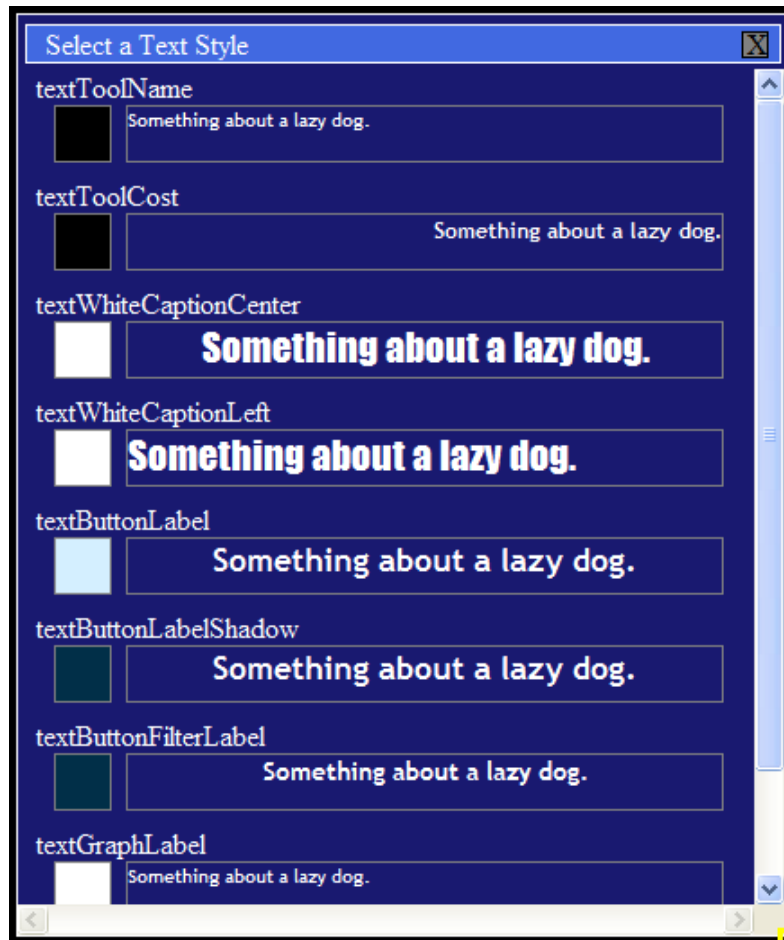 Select a Text Style
X
textToolName
Something about a lazy dog.
textToolCost
Something about a lazy dog.
textWhiteCaptionCenter
Something about a lazy dog.
textWhiteCaptionLeft
Something about a lazy dog.
textButtonLabel
Something about a lazy dog.
textButtonLabelShadow
Something about a lazy dog.
textButtonFilterLabel
Something about a lazy dog.
textGraphLabel
Something about a lazy dog.